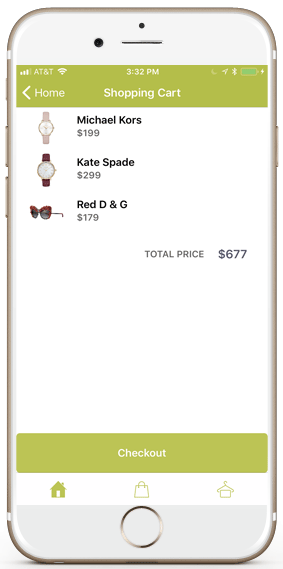 AT&T 3:32 PM
Home Shopping Cart
Michael Kors
$199
Kate Spade
$299
Red D & G
$179
TOTAL PRICE $677
Checkout